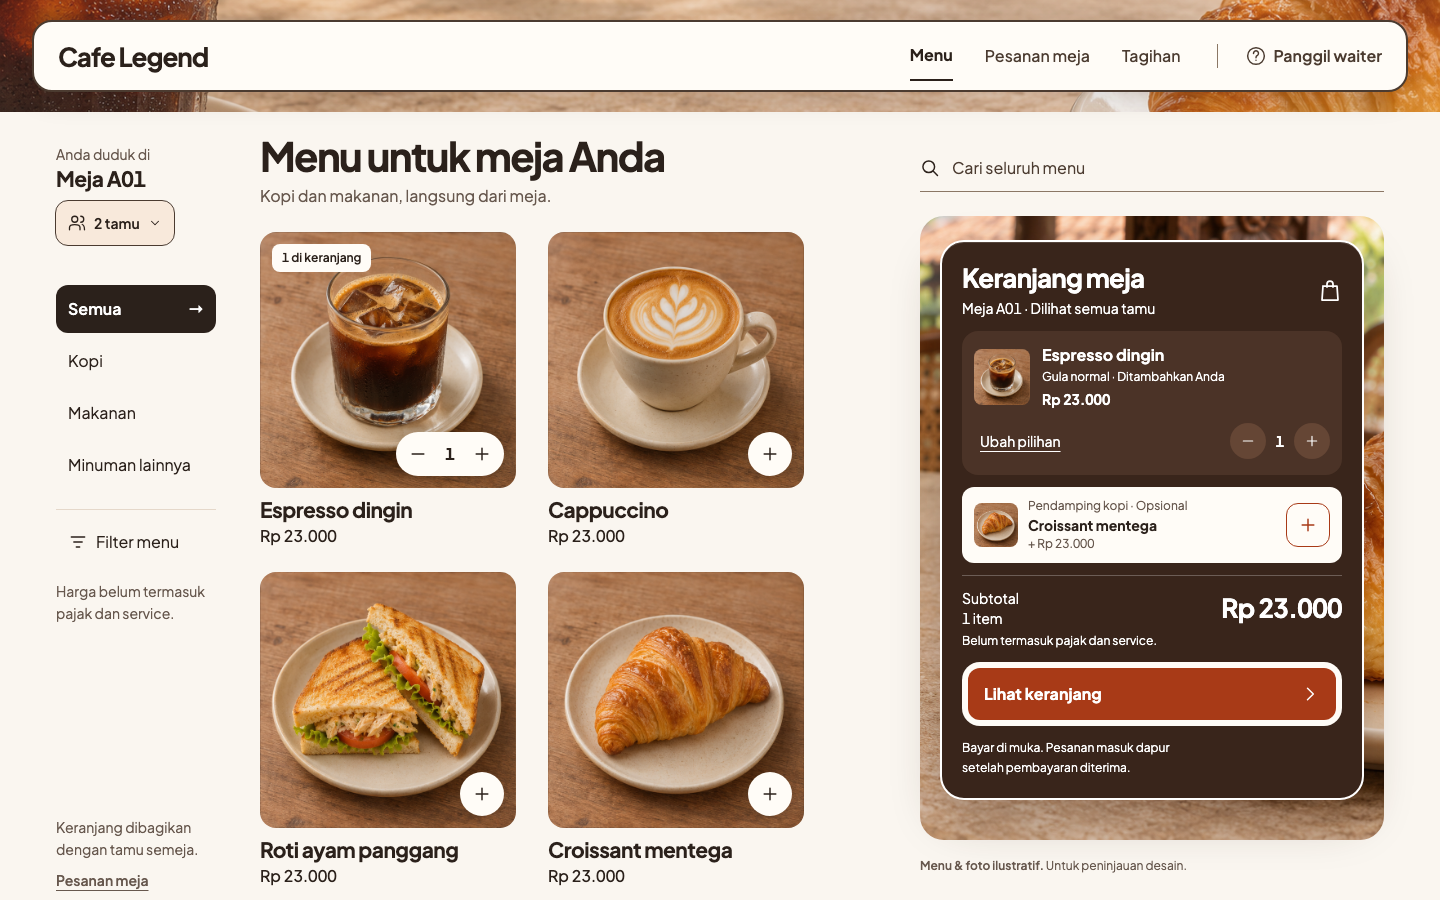 Cafe Legend
Menu
Pesanan meja
Tagihan
Panggil waiter
Anda duduk di
Meja A01
2 tamu
Semua
Kopi
Makanan
Minuman lainnya
Filter menu
Harga belum termasuk
pajak dan service.
Keranjang dibagikan
dengan tamu semeja.
Pesanan meja
Menu untuk meja Anda
Kopi dan makanan, langsung dari meja.
1 di keranjang
1
Espresso dingin
Rp 23.000
Cappuccino
Rp 23.000
Roti ayam panggang
Rp 23.000
Croissant mentega
Rp 23.000
Cari seluruh menu
Keranjang meja
Meja A01 · Dilihat semua tamu
Espresso dingin
Gula normal · Ditambahkan Anda
Rp 23.000
Ubah pilihan
1
Pendamping kopi · Opsional
Croissant mentega
+ Rp 23.000
Subtotal
1 item
Rp 23.000
Belum termasuk pajak dan service.
Lihat keranjang
Bayar di muka. Pesanan masuk dapur
setelah pembayaran diterima.
Menu & foto ilustratif. Untuk peninjauan desain.